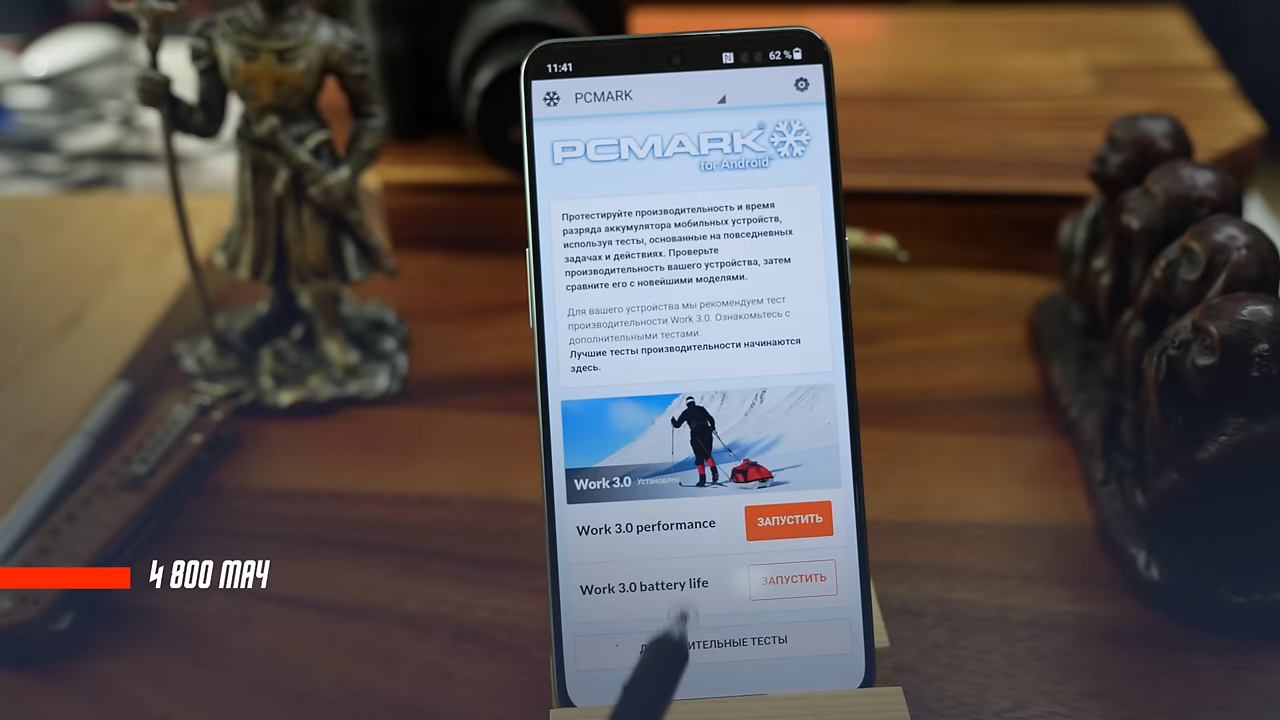 11:41
62 %
PCMARK
PCMARK
for Android
Протестируйте производительность и время
разряда аккумулятора мобильных устройств,
используя тесты, основанные на повседневных
задачах и действиях. Проверьте
производительность вашего устройства, затем
сравните его с новейшими моделями.
Для вашего устройства мы рекомендуем тест
производительности Work 3.0. Ознакомьтесь с
дополнительными тестами.
Лучшие тесты производительности начинаются
здесь.
Work 3.0
Work 3.0 performance
ЗАПУСТИТЬ
Work 3.0 battery life
ЗАПУСТИТЬ
ТЕСТЫ
4 800 МАЧ